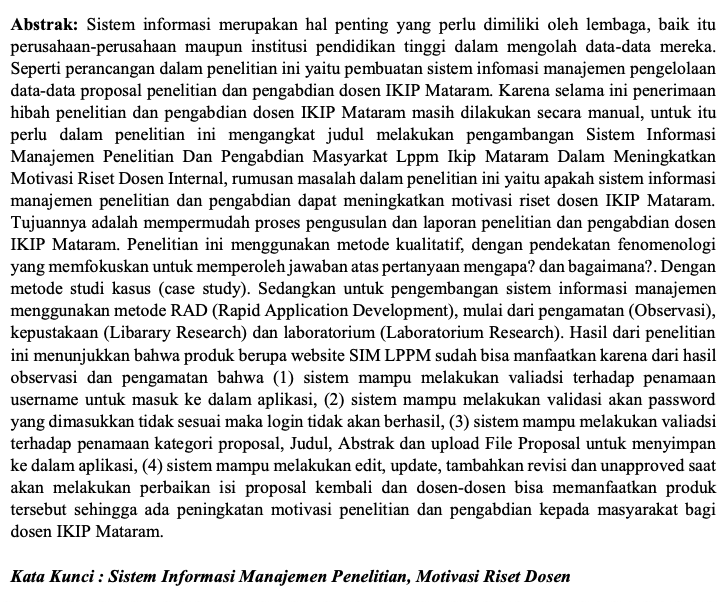 Abstrak: Sistem informasi merupakan hal penting yang perlu dimiliki oleh lembaga, baik itu
perusahaan-perusahaan maupun institusi pendidikan tinggi dalam mengolah data-data mereka.
Seperti perancangan dalam penelitian ini yaitu pembuatan sistem infomasi manajemen pengelolaan
data-data proposal penelitian dan pengabdian dosen IKIP Mataram. Karena selama ini penerimaan
hibah penelitian dan pengabdian dosen IKIP Mataram masih dilakukan secara manual, untuk itu
perlu dalam penelitian ini mengangkat judul melakukan pengambangan Sistem Informasi
Manajemen Penelitian Dan Pengabdian Masyarkat Lppm Ikip Mataram Dalam Meningkatkan
Motivasi Riset Dosen Internal, rumusan masalah dalam penelitian ini yaitu apakah sistem informasi
manajemen penelitian dan pengabdian dapat meningkatkan motivasi riset dosen IKIP Mataram.
Tujuannya adalah mempermudah proses pengusulan dan laporan penelitian dan pengabdian dosen
IKIP Mataram. Penelitian ini menggunakan metode kualitatif, dengan pendekatan fenomenologi
yang memfokuskan untuk memperoleh jawaban atas pertanyaan mengapa? dan bagaimana?. Dengan
metode studi kasus (case study). Sedangkan untuk pengembangan sistem informasi manajemen
menggunakan metode RAD (Rapid Application Development), mulai dari pengamatan (Observasi),
kepustakaan (Libarary Research) dan laboratorium (Laboratorium Research). Hasil dari penelitian
ini menunjukkan bahwa produk berupa website SIM LPPM sudah bisa manfaatkan karena dari hasil
observasi dan pengamatan bahwa (1) sistem mampu melakukan valiadsi terhadap penamaan
username untuk masuk ke dalam aplikasi, (2) sistem mampu melakukan validasi akan password
yang dimasukkan tidak sesuai maka login tidak akan berhasil, (3) sistem mampu melakukan valiadsi
terhadap penamaan kategori proposal, Judul, Abstrak dan upload File Proposal untuk menyimpan
ke dalam aplikasi, (4) sistem mampu melakukan edit, update, tambahkan revisi dan unapproved saat
akan melakukan perbaikan isi proposal kembali dan dosen-dosen bisa memanfaatkan produk
tersebut sehingga ada peningkatan motivasi penelitian dan pengabdian kepada masyarakat bagi
dosen IKIP Mataram.
Kata Kunci : Sistem Informasi Manajemen Penelitian, Motivasi Riset Dosen